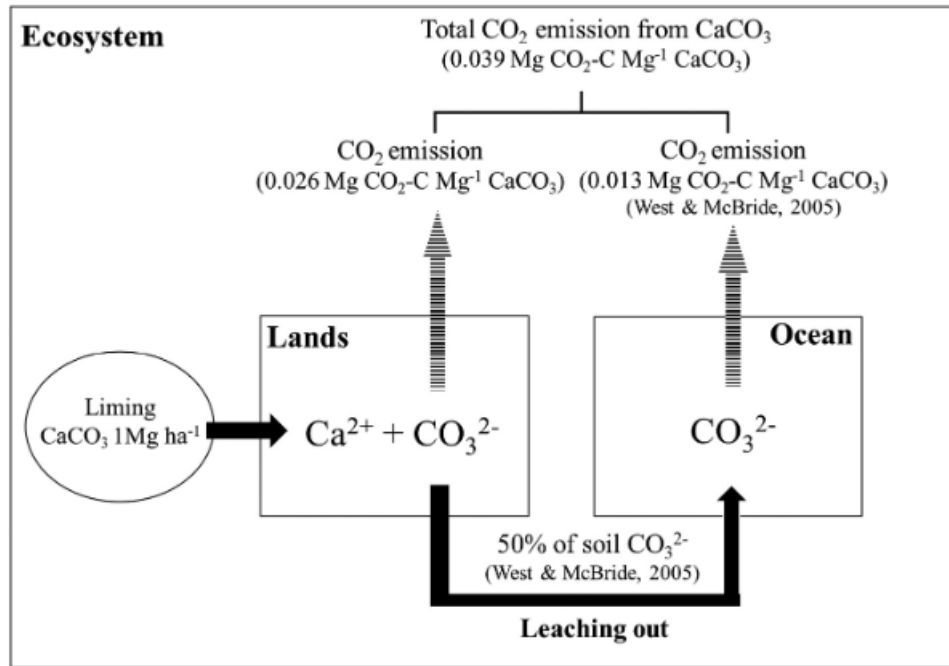 Ecosystem
Total CO₂ emission from CaCO₃
(0.039 Mg CO₂-C Mg⁻¹ CaCO₃)
CO₂ emission
(0.026 Mg CO₂-C Mg⁻¹ CaCO₃)
CO₂ emission
(0.013 Mg CO₂-C Mg⁻¹ CaCO₃)
(West & McBride, 2005)
Lands
Ocean
Liming
CaCO₃ 1Mg ha⁻¹
Ca²⁺ + CO₃²⁻
CO₃²⁻
50% of soil CO₃²⁻
(West & McBride, 2005)
Leaching out